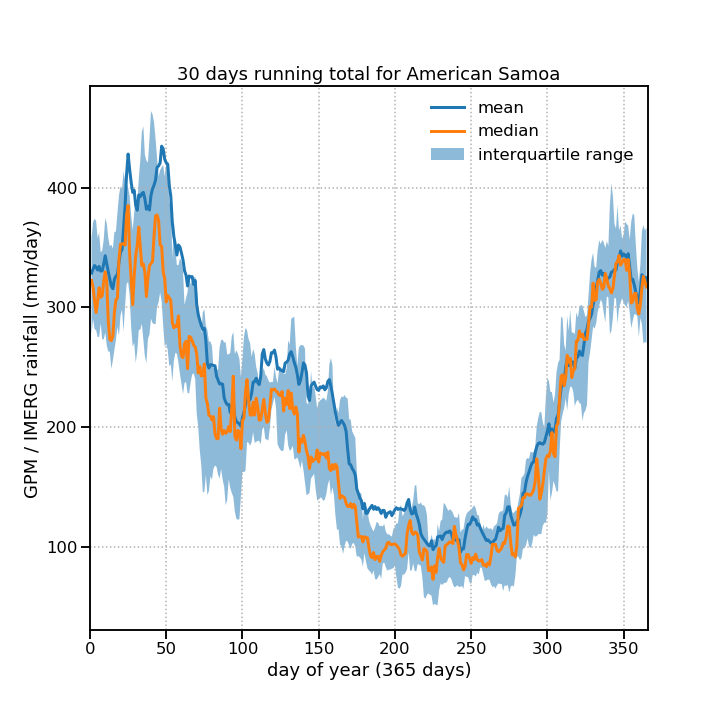 30 days running total for American Samoa
mean
median
interquartile range
GPM / IMERG rainfall (mm/day)
400
300
200
100
0 50 100 150 200 250 300 350
day of year (365 days)